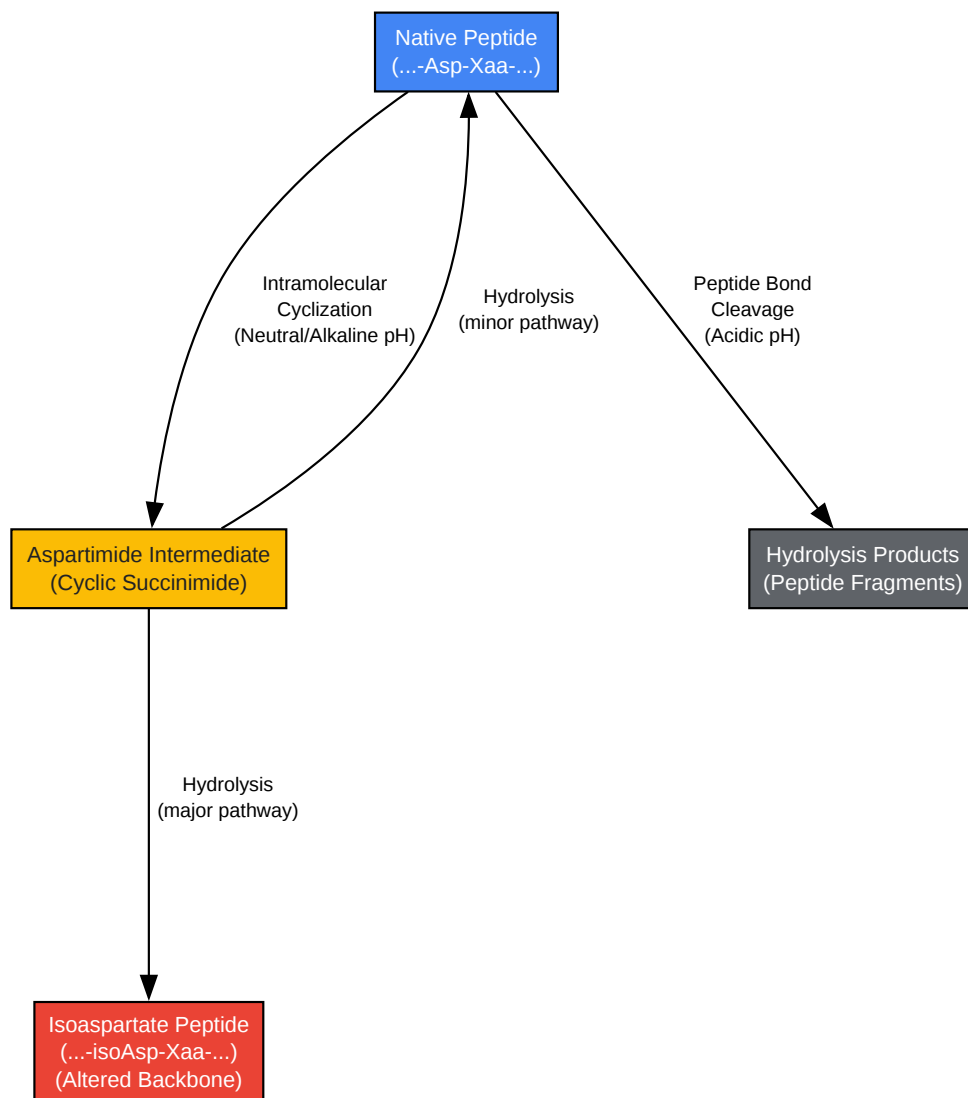 Native Peptide
(...-Asp-Xaa-...)
Intramolecular
Cyclization
(Neutral/Alkaline pH)
Hydrolysis
(minor pathway)
Peptide Bond
Cleavage
(Acidic pH)
Aspartimide Intermediate
(Cyclic Succinimide)
Hydrolysis Products
(Peptide Fragments)
Hydrolysis
(major pathway)
Isoaspartate Peptide
(...-isoAsp-Xaa-...)
(Altered Backbone)